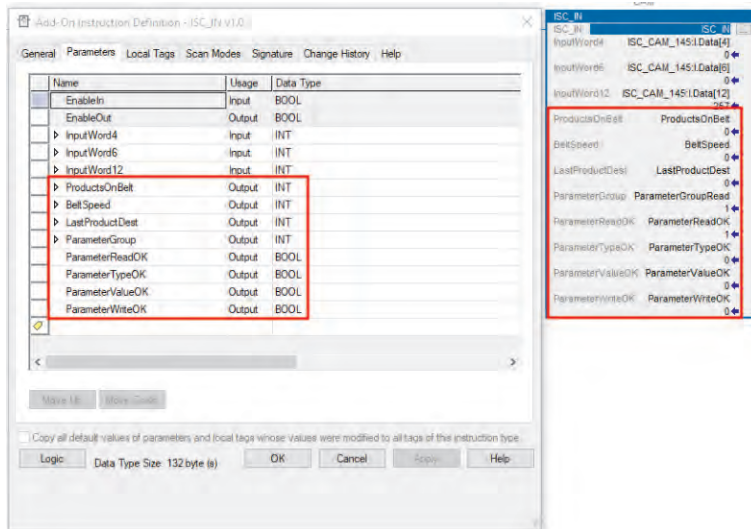 Add-On Instruction Definition - ISC_IN v1.0
General Parameters Local Tags Scan Modes Signature Change History Help
Name Usage Data Type
EnableIn Input BOOL
EnableOut Output BOOL
InputWord4 Input INT
InputWord6 Input INT
InputWord12 Input INT
ProductsOnBelt Output INT
BeltSpeed Output INT
LastProductDest Output INT
ParameterGroup Output INT
ParameterReadOK Output BOOL
ParameterTypeOK Output BOOL
ParameterValueOK Output BOOL
ParameterWriteOK Output BOOL
Move Up Move Down
Copy all default values of parameters and local tags whose values were modified to all tags of this instruction type
Logic Data Type Size: 132 byte (s) OK Cancel Apply Help
ISC_IN
ISC_IN ISC_IN ...
InputWord4 ISC_CAM_145:I.Data[4]
0
InputWord6 ISC_CAM_145:I.Data[6]
0
InputWord12 ISC_CAM_145:I.Data[12]
257
ProductsOnBelt ProductsOnBelt
0
BeltSpeed BeltSpeed
0
LastProductDest LastProductDest
0
ParameterGroup ParameterGroupRead
1
ParameterReadOK ParameterReadOK
1
ParameterTypeOK ParameterTypeOK
0
ParameterValueOK ParameterValueOK
0
ParameterWriteOK ParameterWriteOK
0